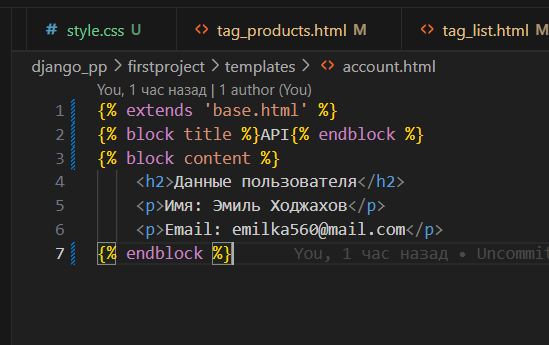 # style.css U <> tag_products.html M <> tag_list.html M
django_pp > firstproject > templates > <> account.html
You, 1 час назад | 1 author (You)
1 {% extends 'base.html' %}
2 {% block title %}API{% endblock %}
3 {% block content %}
4 <h2>Данные пользователя</h2>
5 <p>Имя: Эмиль Ходжахов</p>
6 <p>Email: emilka560@mail.com</p>
7 {% endblock %} You, 1 час назад • Uncommit